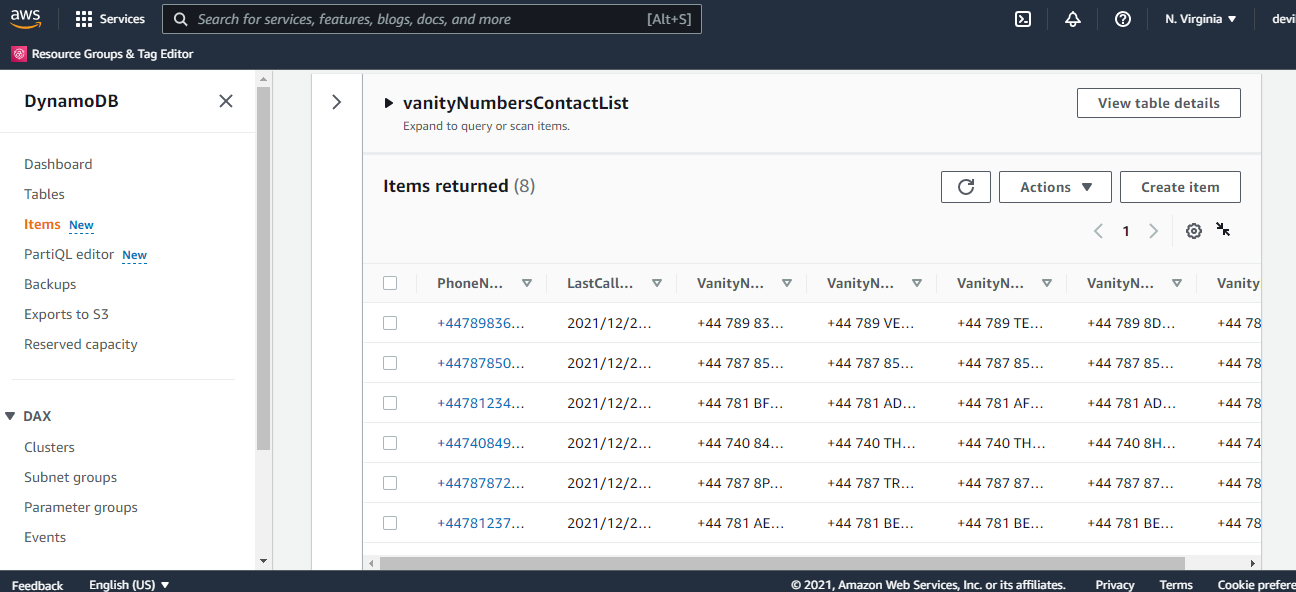 aws Services Search for services, features, blogs, docs, and more [Alt+S] N. Virginia devil
Resource Groups & Tag Editor
DynamoDB
Dashboard
Tables
Items New
PartiQL editor New
Backups
Exports to S3
Reserved capacity
DAX
Clusters
Subnet groups
Parameter groups
Events
vanityNumbersContactList View table details
Expand to query or scan items.
Items returned (8) Actions Create item
1
PhoneN... LastCall... VanityN... VanityN... VanityN... VanityN... Vanity
+44789836... 2021/12/2... +44 789 83... +44 789 VE... +44 789 TE... +44 789 8D... +44 78
+44787850... 2021/12/2... +44 787 85... +44 787 85... +44 787 85... +44 787 85... +44 78
+44781234... 2021/12/2... +44 781 BF... +44 781 AD... +44 781 AF... +44 781 AD... +44 78
+44740849... 2021/12/2... +44 740 84... +44 740 TH... +44 740 TH... +44 740 8H... +44 74
+44787872... 2021/12/2... +44 787 8P... +44 787 TR... +44 787 87... +44 787 87... +44 78
+44781237... 2021/12/2... +44 781 AE... +44 781 BE... +44 781 BE... +44 781 BE... +44 78
Feedback English (US) © 2021, Amazon Web Services, Inc. or its affiliates. Privacy Terms Cookie prefere